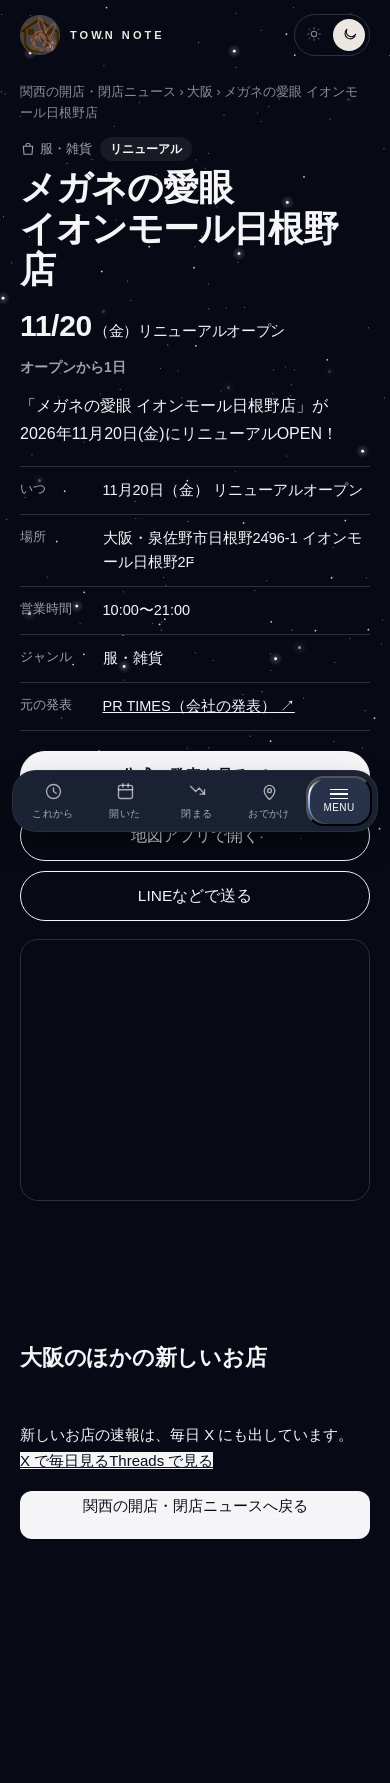 TOWN NOTE
関西の開店・閉店ニュース › 大阪 › メガネの愛眼 イオンモ
ール日根野店
服・雑貨 リニューアル
メガネの愛眼
イオンモール日根野
店
11/20（金）リニューアルオープン
オープンから1日
「メガネの愛眼 イオンモール日根野店」が
2026年11月20日(金)にリニューアルOPEN！
いつ 11月20日（金） リニューアルオープン
場所 大阪・泉佐野市日根野2496-1 イオンモ
ール日根野2F
営業時間 10:00〜21:00
ジャンル 服・雑貨
元の発表 PR TIMES（会社の発表） ↗
これから 開いた 閉まる おでかけ MENU
地図アプリで開く
LINEなどで送る
大阪のほかの新しいお店
新しいお店の速報は、毎日 X にも出しています。
X で毎日見るThreads で見る
関西の開店・閉店ニュースへ戻る